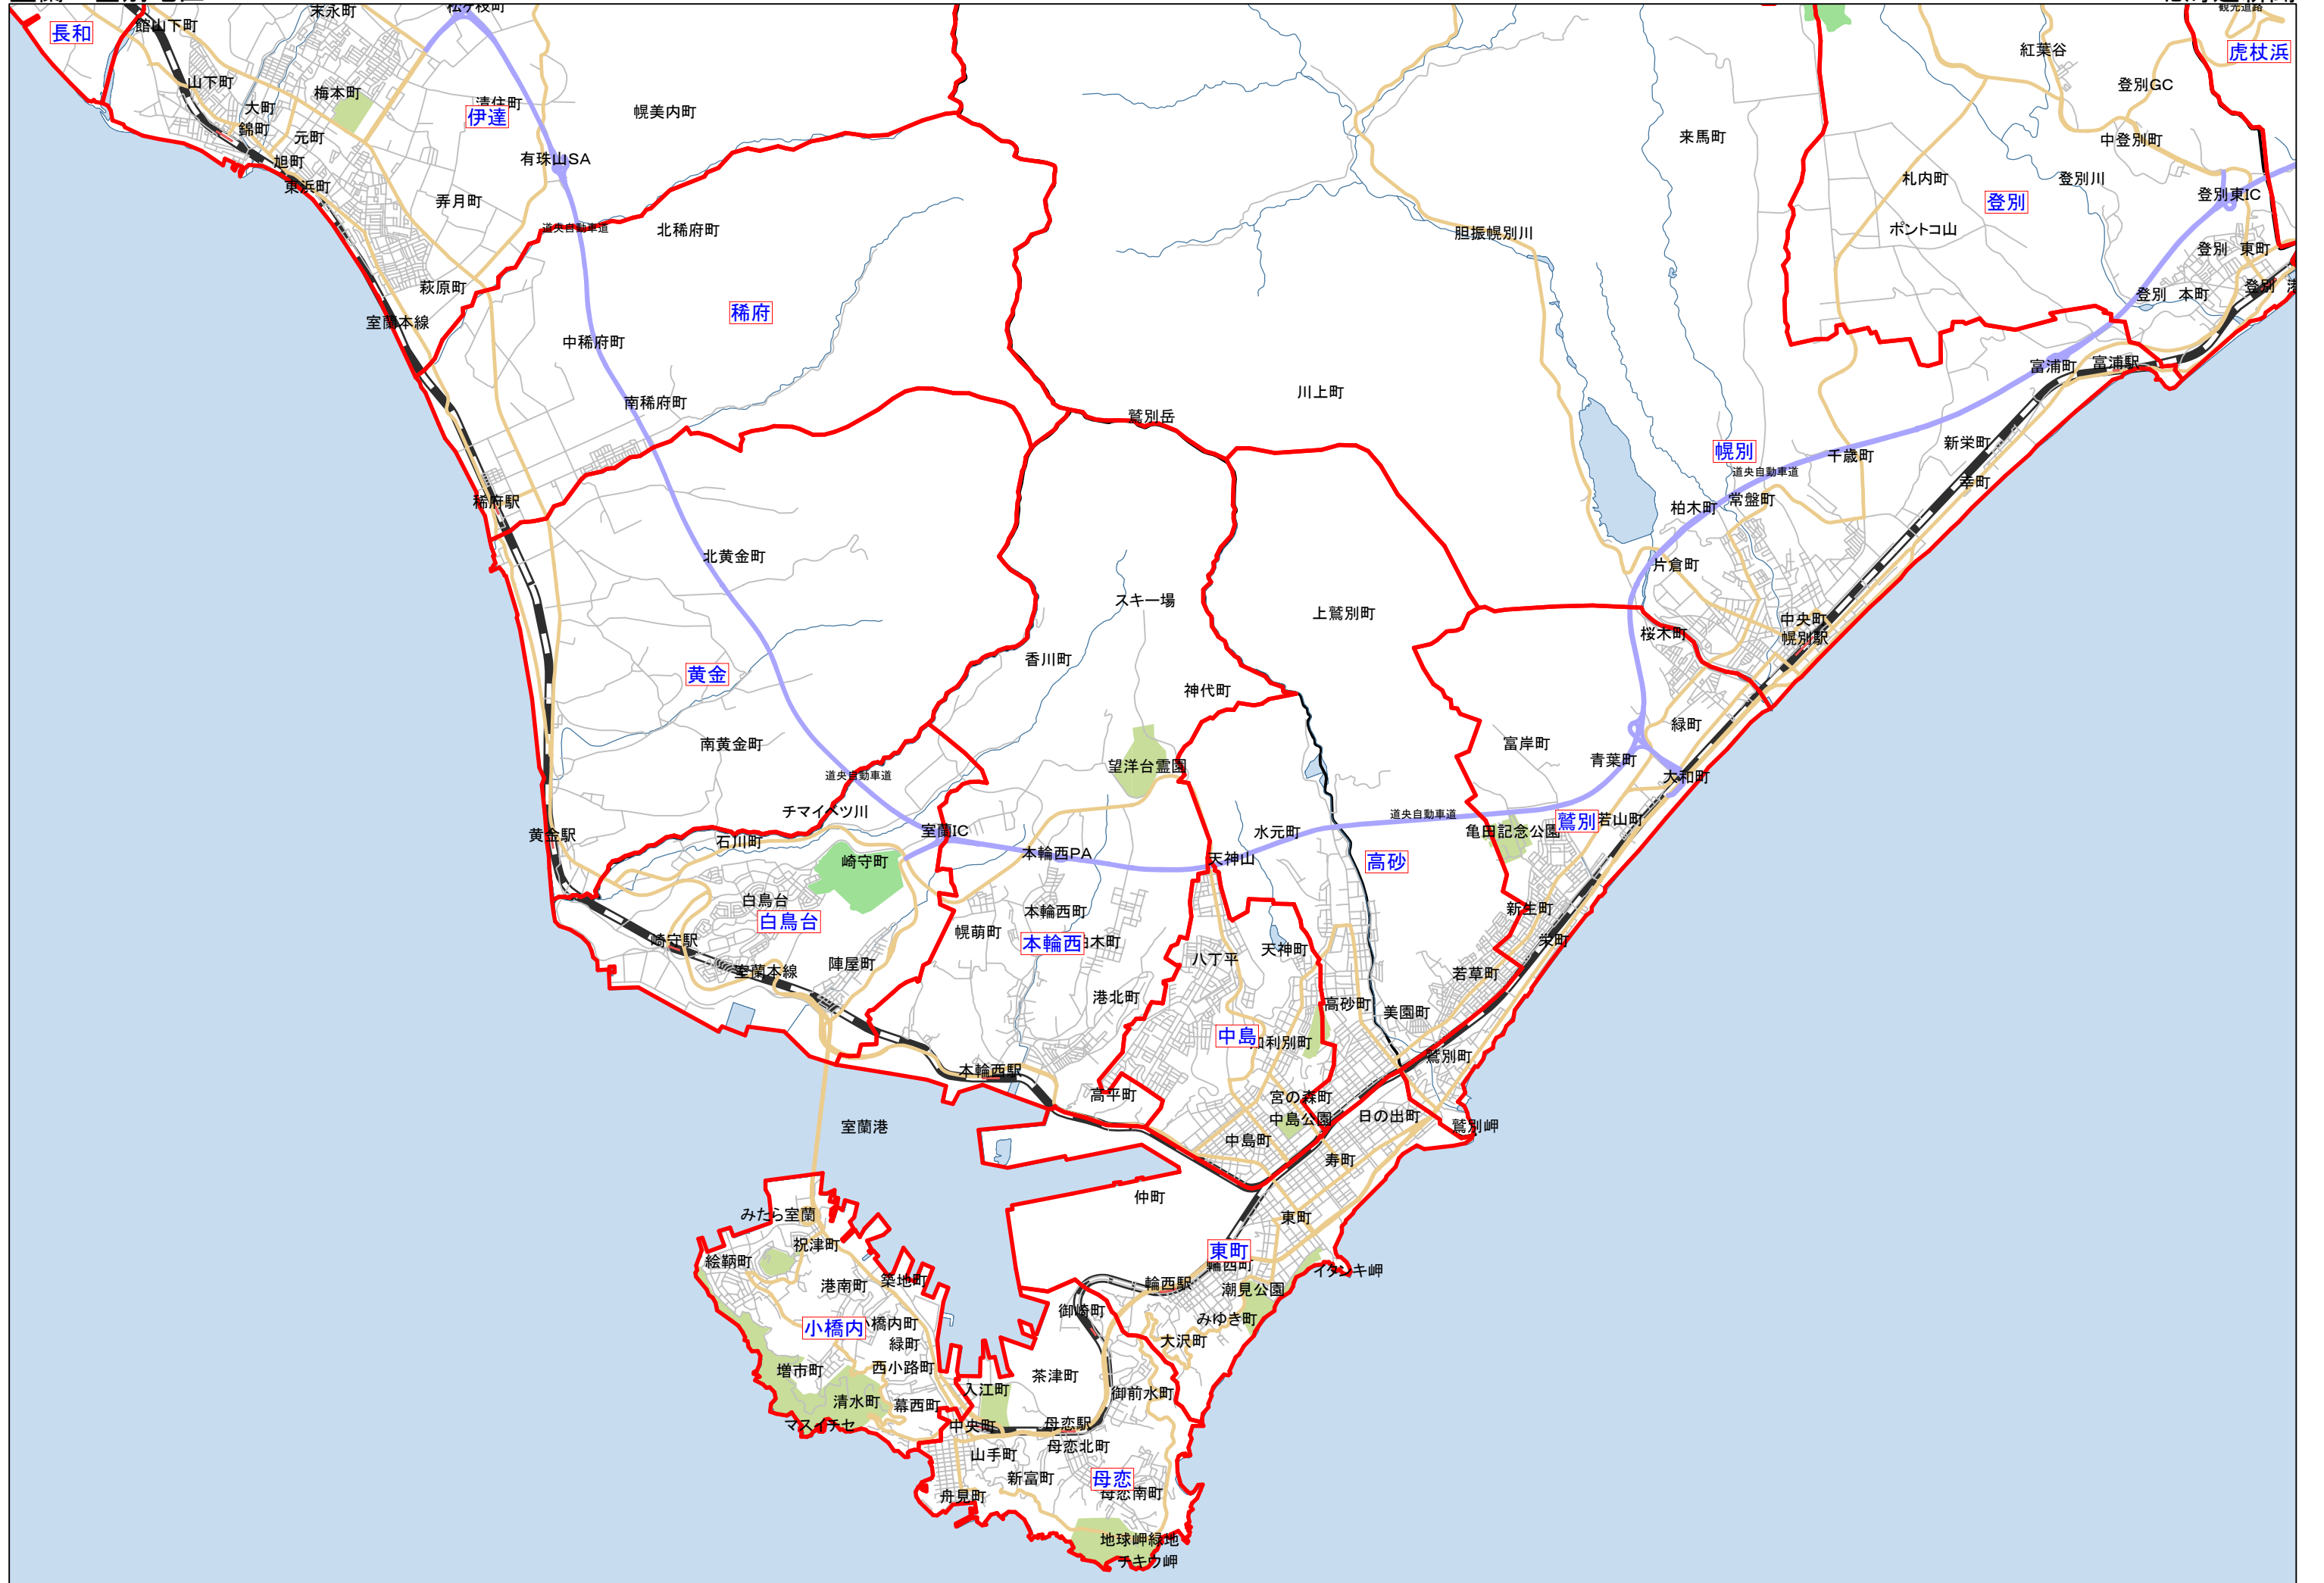 長和
館山下町
末永町
松ヶ枝町
観光道路
紅葉谷
虎杖浜
山下町
梅本町
登別GC
大町
清住町
伊達
幌美内町
錦町
元町
来馬町
中登別町
旭町
有珠山SA
東浜町
札内町
登別川
登別東IC
弄月町
登別
道央自動車道
北稀府町
胆振幌別川
ポントコ山
登別 東町
萩原町
登別 本町
室蘭本線
稀府
中稀府町
富浦町
富浦駅
川上町
南稀府町
鷲別岳
新栄町
幌別
千歳町
道央自動車道
幸町
稀府駅
柏木町
常盤町
北黄金町
片倉町
スキー場
上鷲別町
中央町
桜木町
幌別駅
香川町
黄金
神代町
緑町
南黄金町
富岸町
青葉町
望洋台霊園
道央自動車道
大和町
チマイベツ川
道央自動車道
鷲別
若山町
黄金駅
石川町
室蘭IC
水元町
亀田記念公園
本輪西PA
天神山
崎守町
高砂
白鳥台
白鳥台
本輪西町
新生町
幌萌町
本輪西
柏木町
崎守駅
天神町
栄町
室蘭本線
陣屋町
八丁平
若草町
港北町
高砂町
美園町
中島
知利別町
鷲別町
本輪西駅
高平町
宮の森町
中島公園
日の出町
室蘭港
鷲別岬
中島町
寿町
仲町
みたら室蘭
東町
祝津町
東町
絵鞆町
輪西町
イタンキ岬
港南町
築地町
輪西駅
潮見公園
御崎町
みゆき町
小橋内
小橋内町
緑町
大沢町
西小路町
増市町
茶津町
入江町
御前水町
清水町
幕西町
マスイチセ
中央町
母恋駅
山手町
母恋北町
新富町
母恋
母恋南町
舟見町
地球岬緑地
チキウ岬